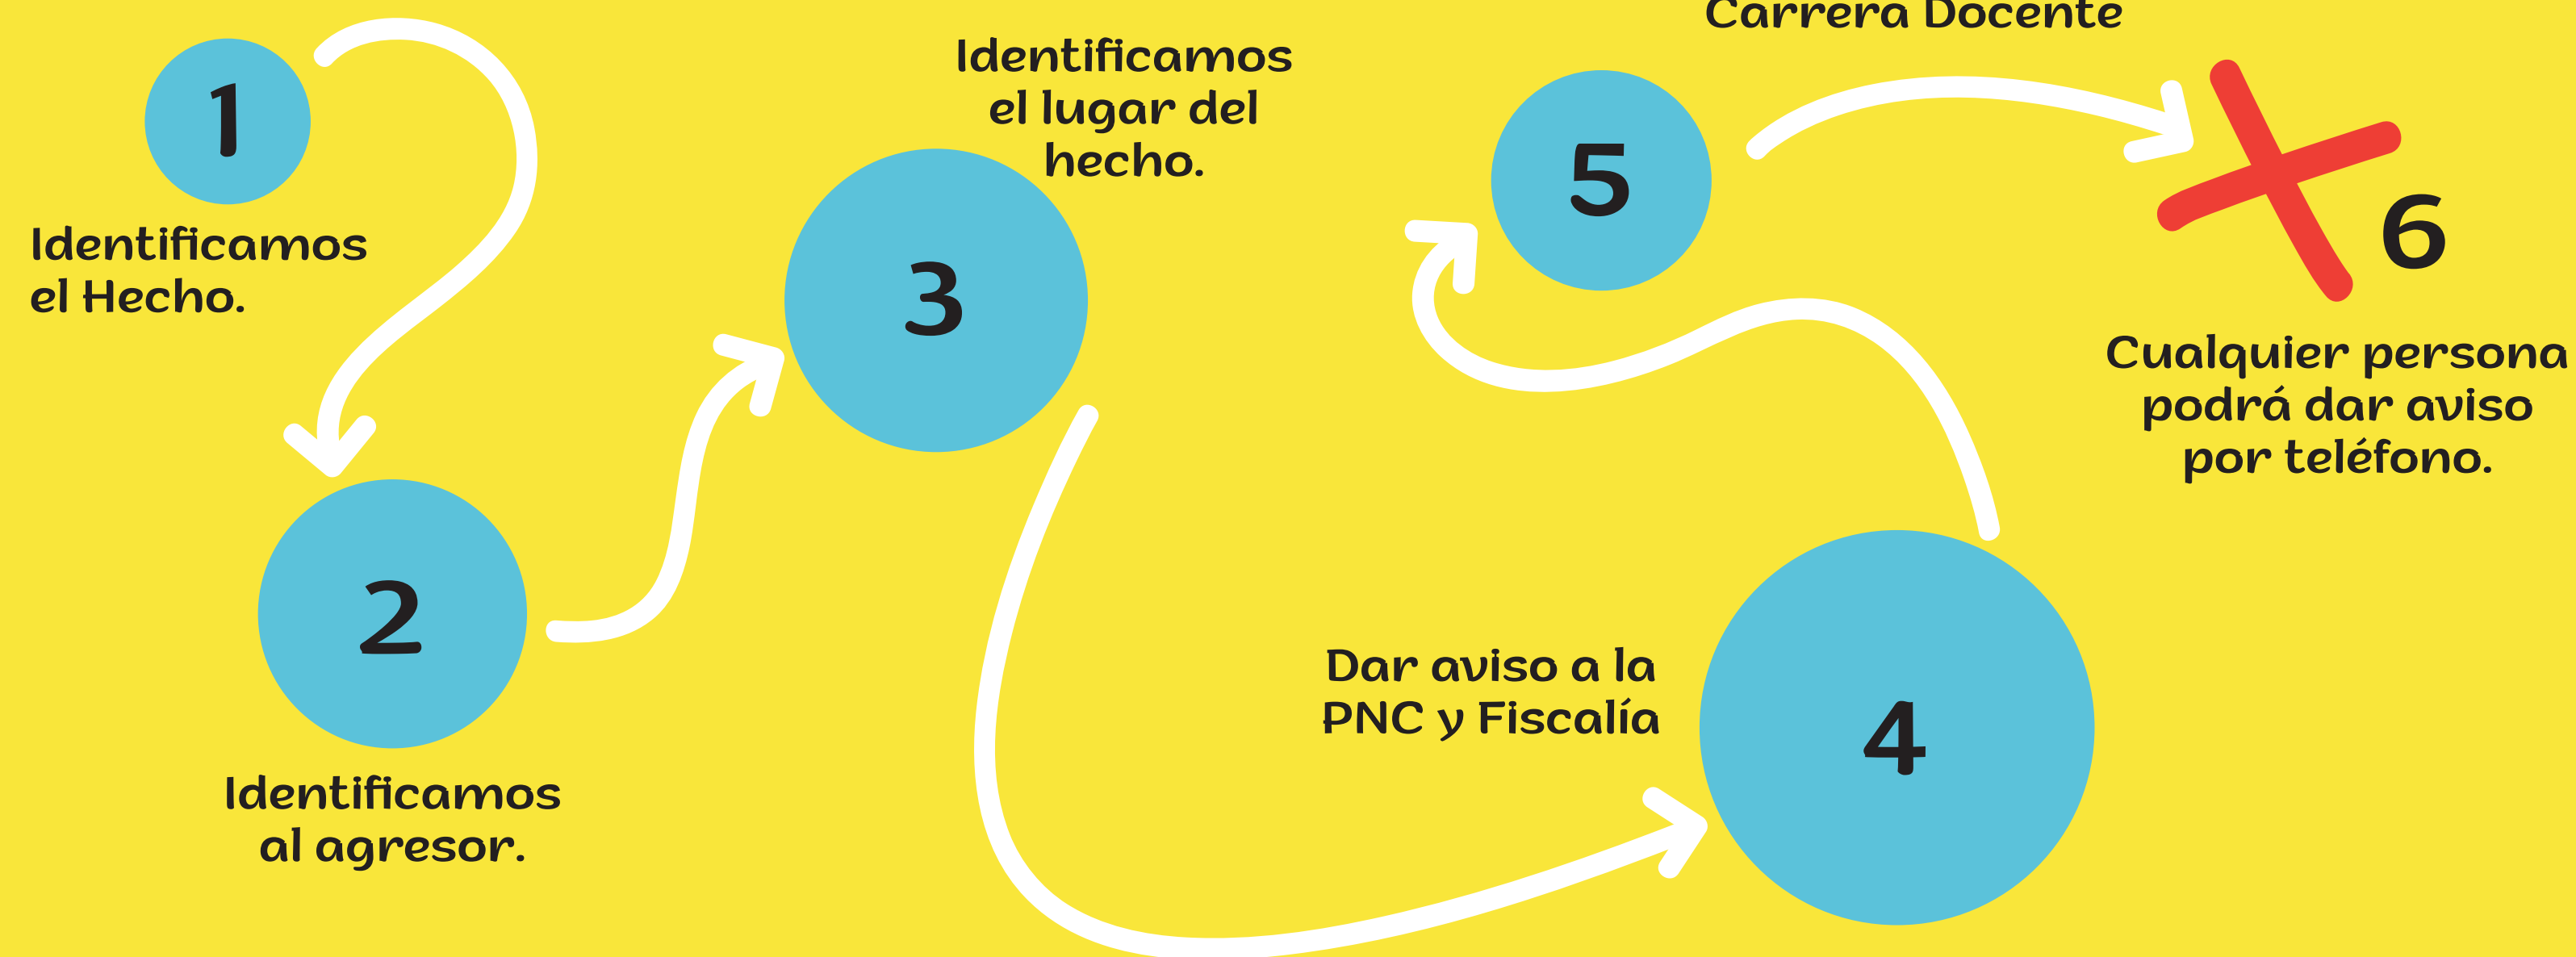 1
Identificamos
el Hecho.
2
Identificamos
al agresor.
Identificamos
el lugar del
hecho.
3
Dar aviso a la
PNC y Fiscalía
4
Carrera Docente
5
6
Cualquier persona
podrá dar aviso
por teléfono.